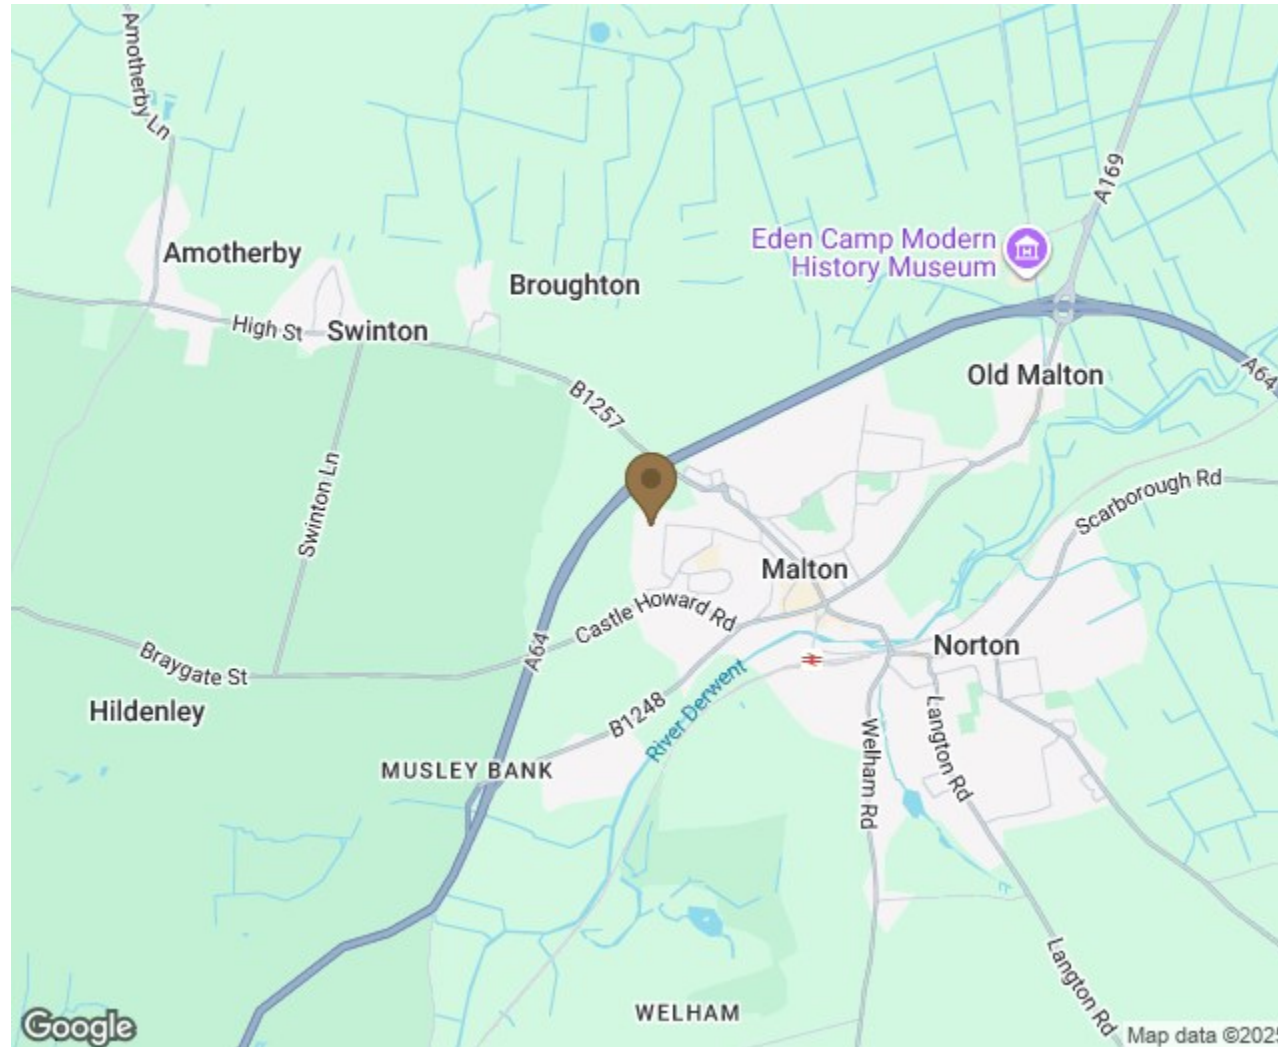 Amotherby Ln
A169
Eden Camp Modern
History Museum
Amotherby
Broughton
High St
Swinton
Old Malton
A64
B1257
Swinton Ln
Scarborough Rd
Malton
Castle Howard Rd
A64
Norton
Braygate St
Hildenley
B1248
River Derwent
Welham Rd
Langton Rd
MUSLEY BANK
Langton Rd
WELHAM
Google
Map data ©2025